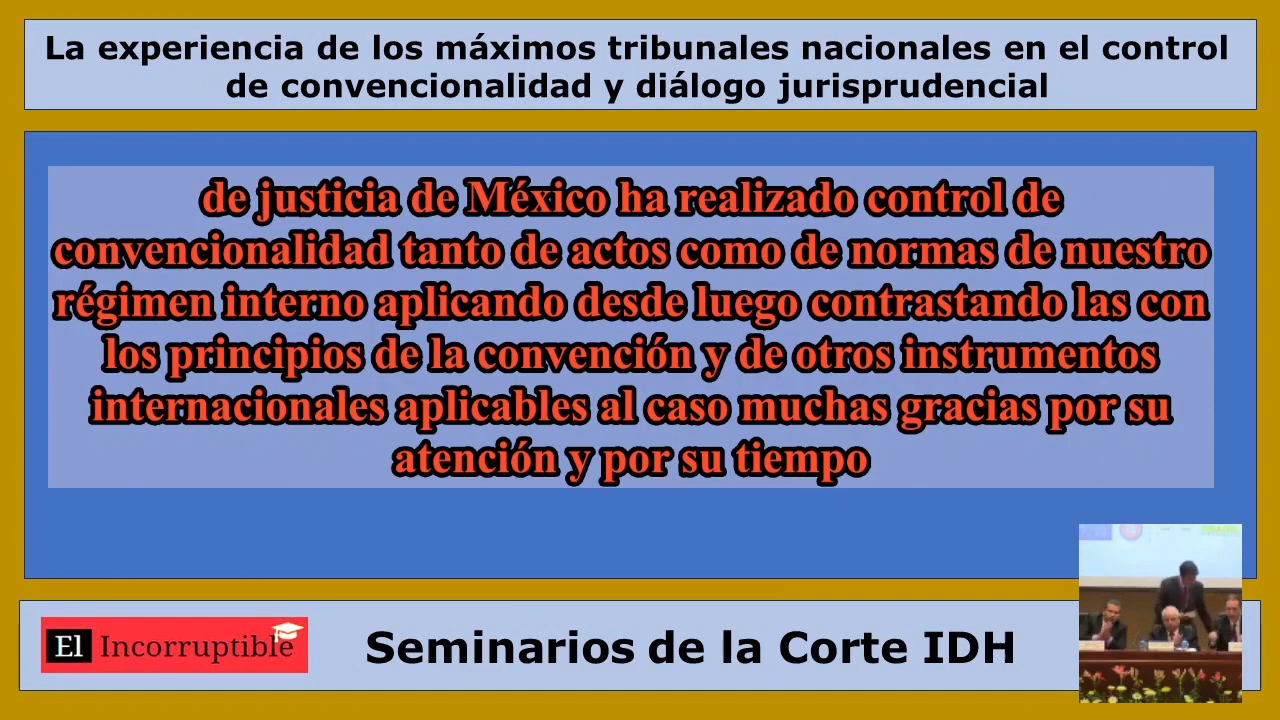 La experiencia de los máximos tribunales nacionales en el control
de convencionalidad y diálogo jurisprudencial
de justicia de México ha realizado control de
convencionalidad tanto de actos como de normas de nuestro
régimen interno aplicando desde luego contrastando las con
los principios de la convención y de otros instrumentos
internacionales aplicables al caso muchas gracias por su
atención y por su tiempo
El Incorruptible
Seminarios de la Corte IDH